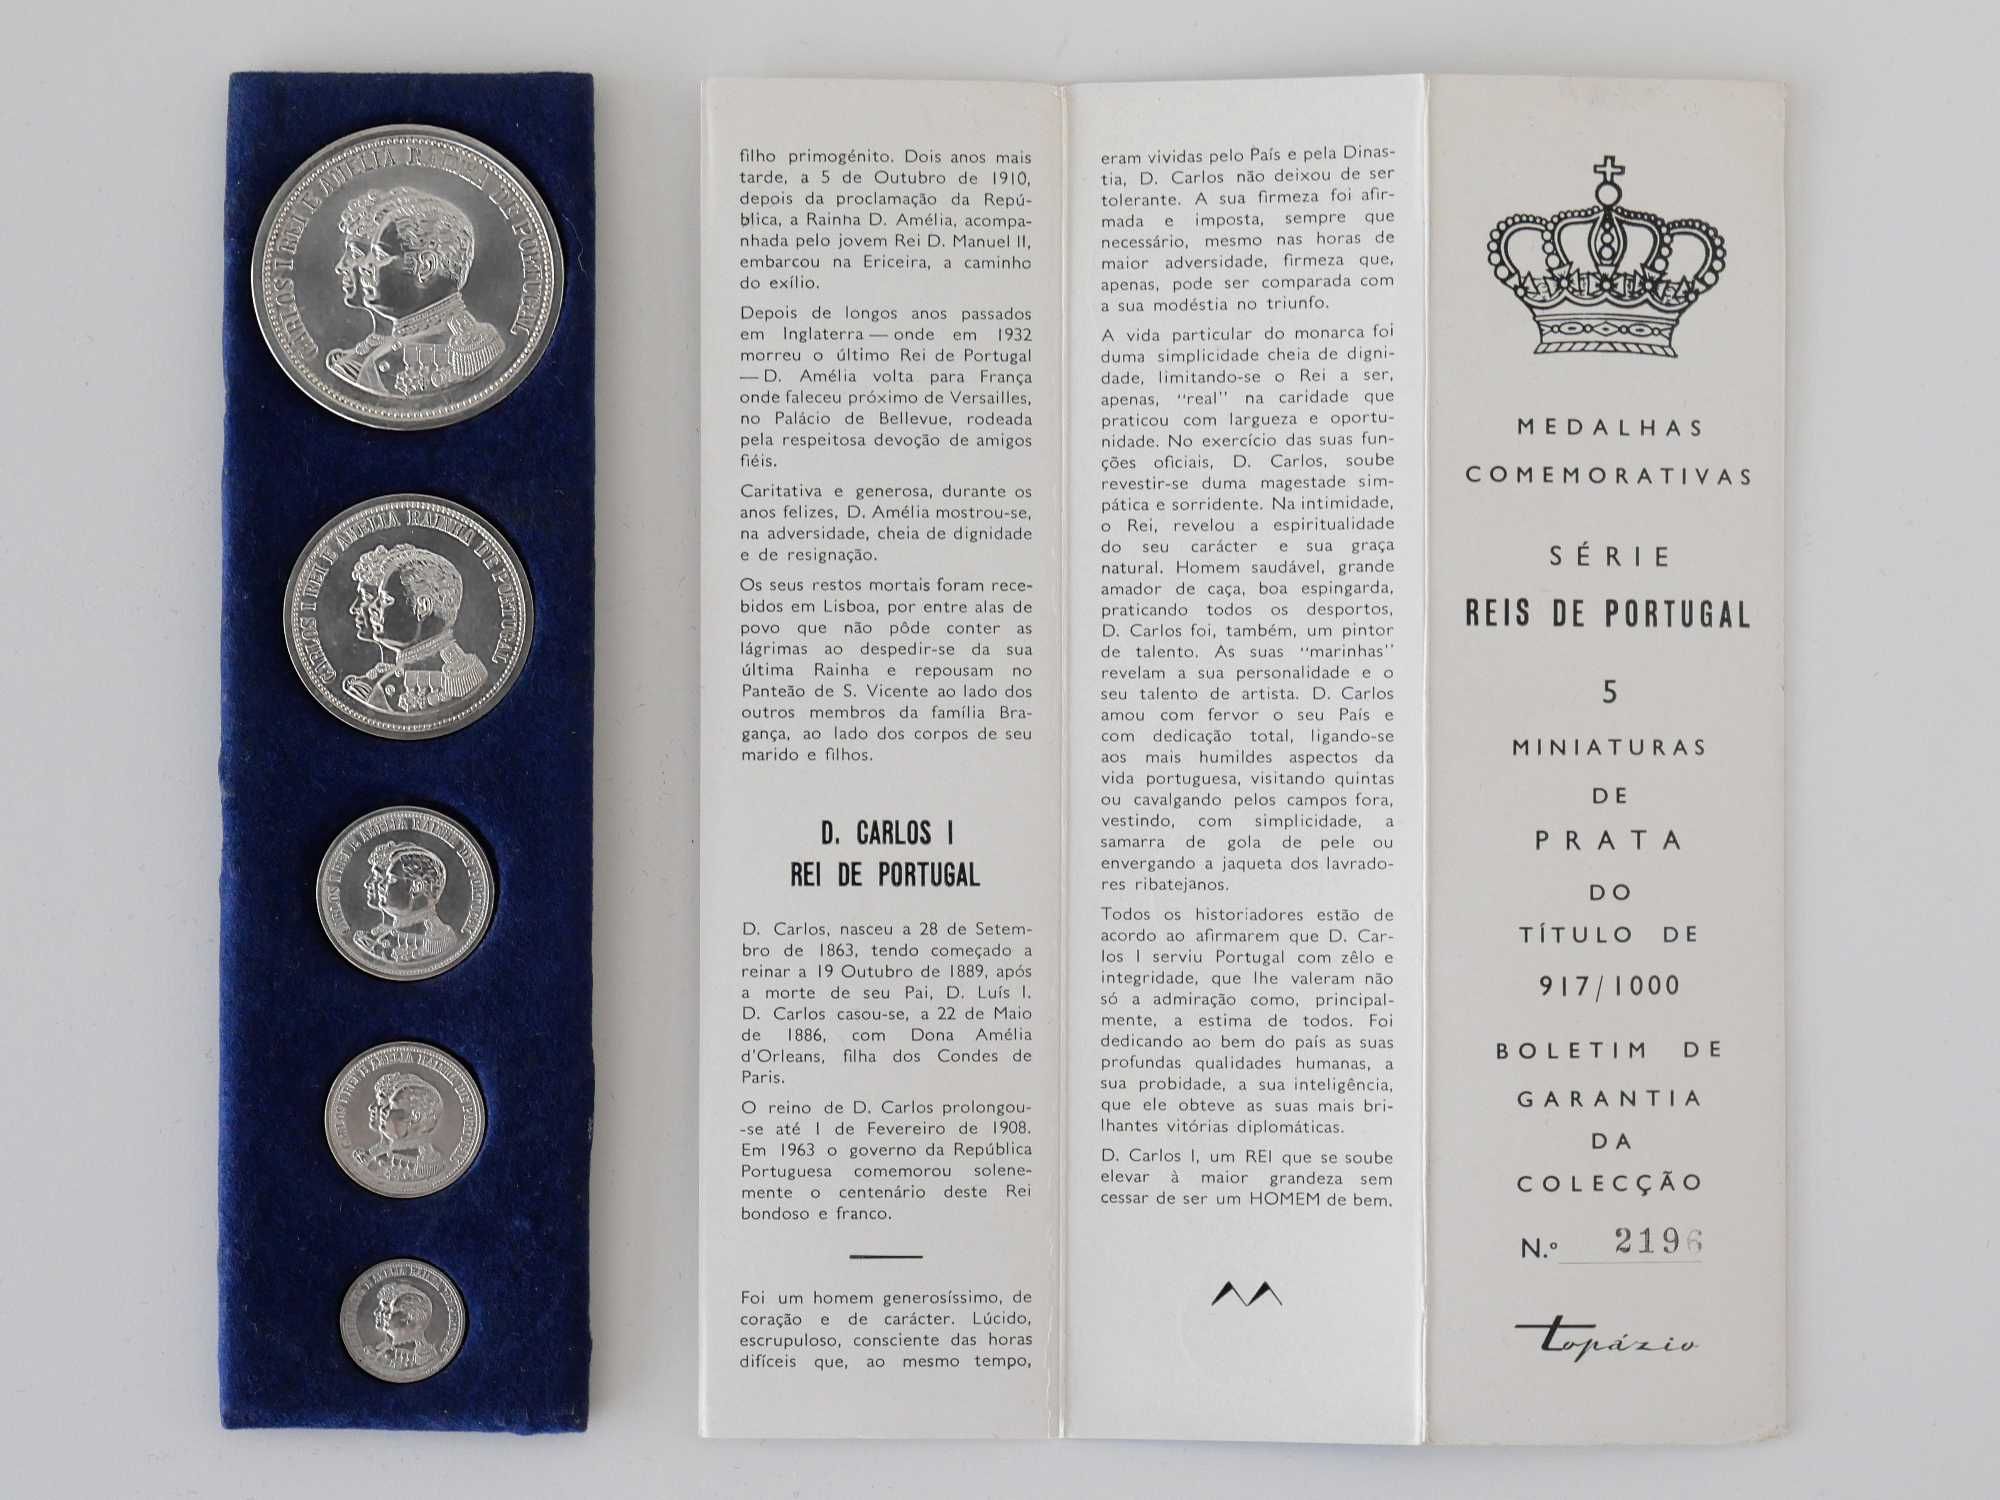 CARLOS I REI E AMELIA RAINHA DE PORTUGAL
CARLOS I REI E AMELIA RAINHA DE PORTUGAL
CARLOS I REI E AMELIA RAINHA DE PORTUGAL
CARLOS I REI E AMELIA RAINHA DE PORTUGAL
CARLOS I REI E AMELIA RAINHA DE PORTUGAL
filho primogénito. Dois anos mais
tarde, a 5 de Outubro de 1910,
depois da proclamação da Repú-
blica, a Rainha D. Amélia, acompa-
nhada pelo jovem Rei D. Manuel II,
embarcou na Ericeira, a caminho
do exílio.
Depois de longos anos passados
em Inglaterra — onde em 1932
morreu o último Rei de Portugal
— D. Amélia volta para França
onde faleceu próximo de Versailles,
no Palácio de Bellevue, rodeada
pela respeitosa devoção de amigos
fiéis.
Caritativa e generosa, durante os
anos felizes, D. Amélia mostrou-se,
na adversidade, cheia de dignidade
e de resignação.
Os seus restos mortais foram rece-
bidos em Lisboa, por entre alas de
povo que não pôde conter as
lágrimas ao despedir-se da sua
última Rainha e repousam no
Panteão de S. Vicente ao lado dos
outros membros da família Bra-
gança, ao lado dos corpos de seu
marido e filhos.
D. CARLOS I
REI DE PORTUGAL
D. Carlos, nasceu a 28 de Setem-
bro de 1863, tendo começado a
reinar a 19 Outubro de 1889, após
a morte de seu Pai, D. Luís I.
D. Carlos casou-se, a 22 de Maio
de 1886, com Dona Amélia
d'Orleans, filha dos Condes de
Paris.
O reino de D. Carlos prolongou-
-se até 1 de Fevereiro de 1908.
Em 1963 o governo da República
Portuguesa comemorou solene-
mente o centenário deste Rei
bondoso e franco.
Foi um homem generosíssimo, de
coração e de carácter. Lúcido,
escrupuloso, consciente das horas
difíceis que, ao mesmo tempo,
eram vividas pelo País e pela Dinas-
tia, D. Carlos não deixou de ser
tolerante. A sua firmeza foi afir-
mada e imposta, sempre que
necessário, mesmo nas horas de
maior adversidade, firmeza que,
apenas, pode ser comparada com
a sua modéstia no triunfo.
A vida particular do monarca foi
duma simplicidade cheia de digni-
dade, limitando-se o Rei a ser,
apenas, "real" na caridade que
praticou com largueza e oportu-
nidade. No exercício das suas fun-
ções oficiais, D. Carlos, soube
revestir-se duma magestade sim-
pática e sorridente. Na intimidade,
o Rei, revelou a espiritualidade
do seu carácter e sua graça
natural. Homem saudável, grande
amador de caça, boa espingarda,
praticando todos os desportos,
D. Carlos foi, também, um pintor
de talento. As suas "marinhas"
revelam a sua personalidade e o
seu talento de artista. D. Carlos
amou com fervor o seu País e
com dedicação total, ligando-se
aos mais humildes aspectos da
vida portuguesa, visitando quintas
ou cavalgando pelos campos fora,
vestindo, com simplicidade, a
samarra de gola de pele ou
envergando a jaqueta dos lavrado-
res ribatejanos.
Todos os historiadores estão de
acordo ao afirmarem que D. Car-
los I serviu Portugal com zêlo e
integridade, que lhe valeram não
só a admiração como, principal-
mente, a estima de todos. Foi
dedicando ao bem do país as suas
profundas qualidades humanas, a
sua probidade, a sua inteligência,
que ele obteve as suas mais bri-
lhantes vitórias diplomáticas.
D. Carlos I, um REI que se soube
elevar à maior grandeza sem
cessar de ser um HOMEM de bem.
MEDALHAS
COMEMORATIVAS
SÉRIE
REIS DE PORTUGAL
5
MINIATURAS
DE
PRATA
DO
TÍTULO DE
917/1000
BOLETIM DE
GARANTIA
DA
COLECÇÃO
N.º 2196
topázio